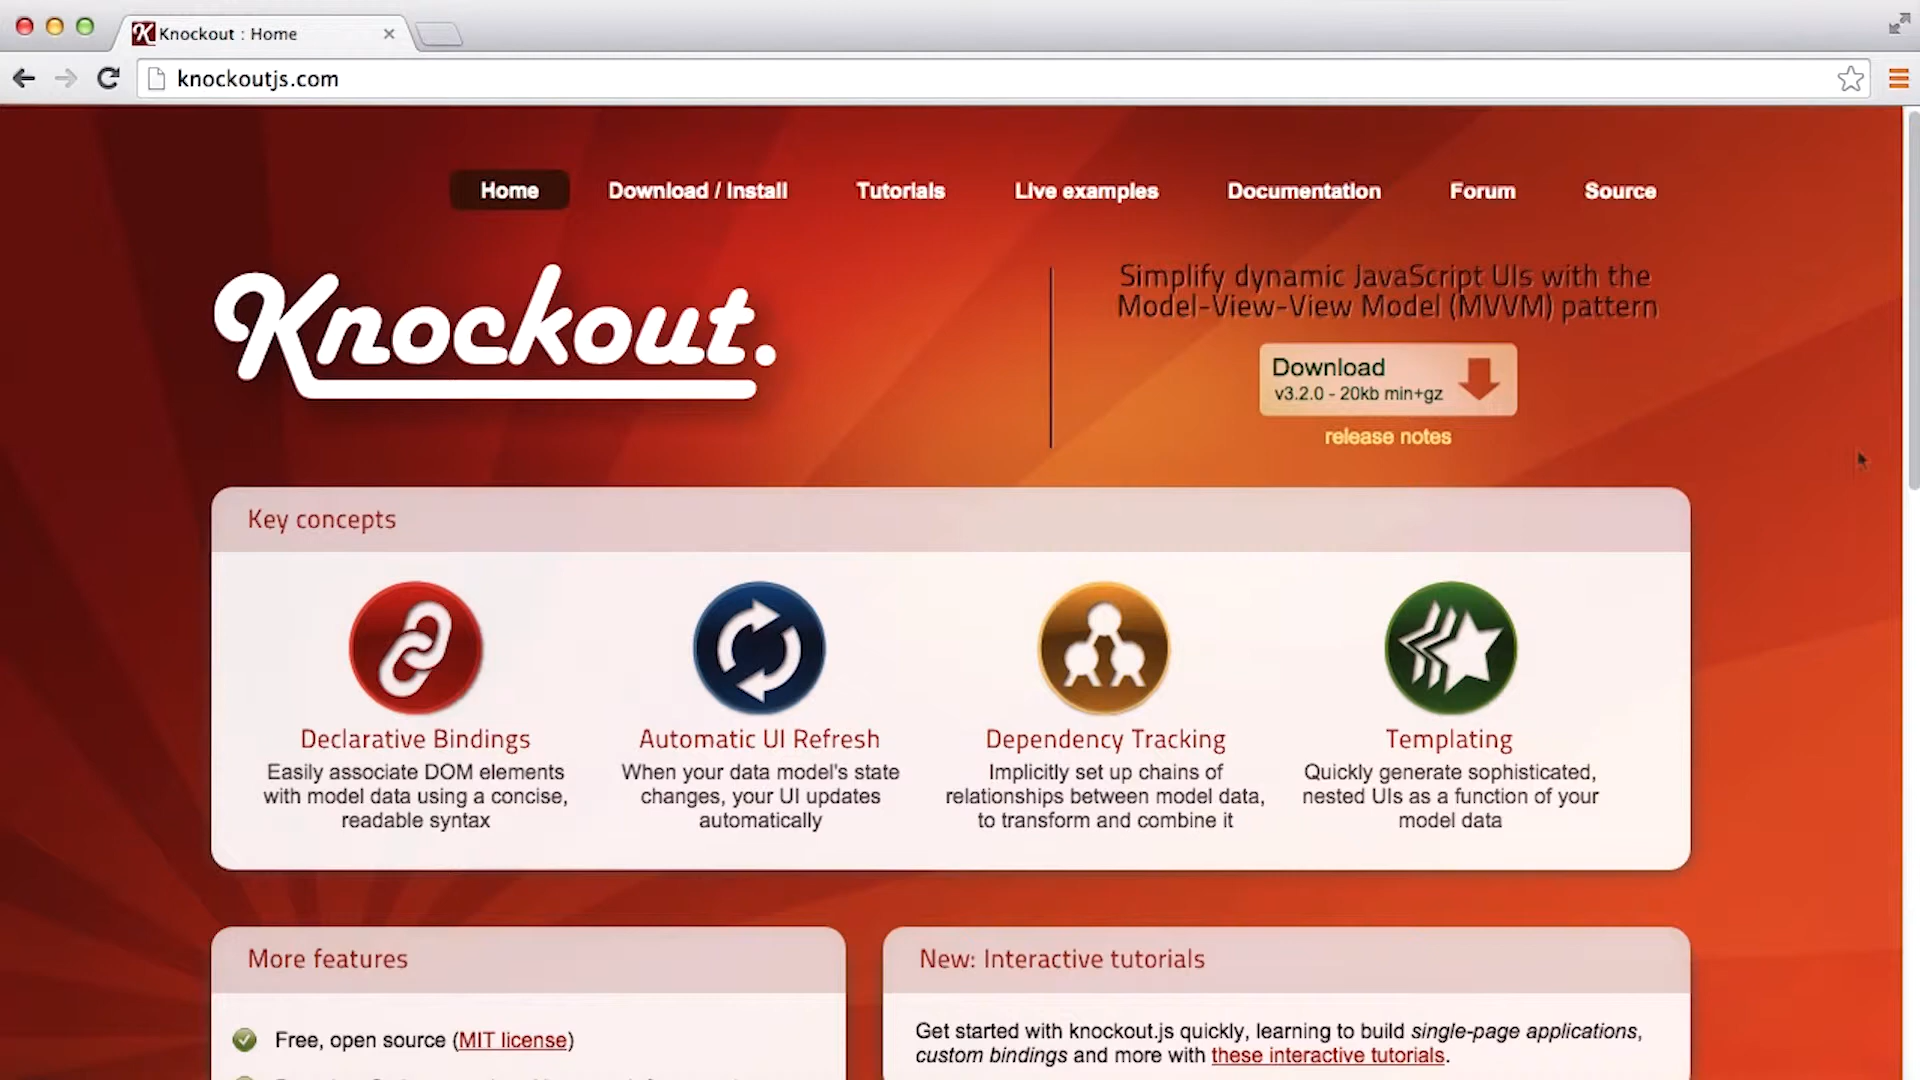 Knockout : Home
knockoutjs.com
Home Download / Install Tutorials Live examples Documentation Forum Source
Knockout.
Simplify dynamic JavaScript UIs with the
Model-View-View Model (MVVM) pattern
Download
v3.2.0 - 20kb min+gz
release notes
Key concepts
Declarative Bindings
Easily associate DOM elements
with model data using a concise,
readable syntax
Automatic UI Refresh
When your data model's state
changes, your UI updates
automatically
Dependency Tracking
Implicitly set up chains of
relationships between model data,
to transform and combine it
Templating
Quickly generate sophisticated,
nested UIs as a function of your
model data
More features
Free, open source (MIT license)
New: Interactive tutorials
Get started with knockout.js quickly, learning to build single-page applications,
custom bindings and more with these interactive tutorials.